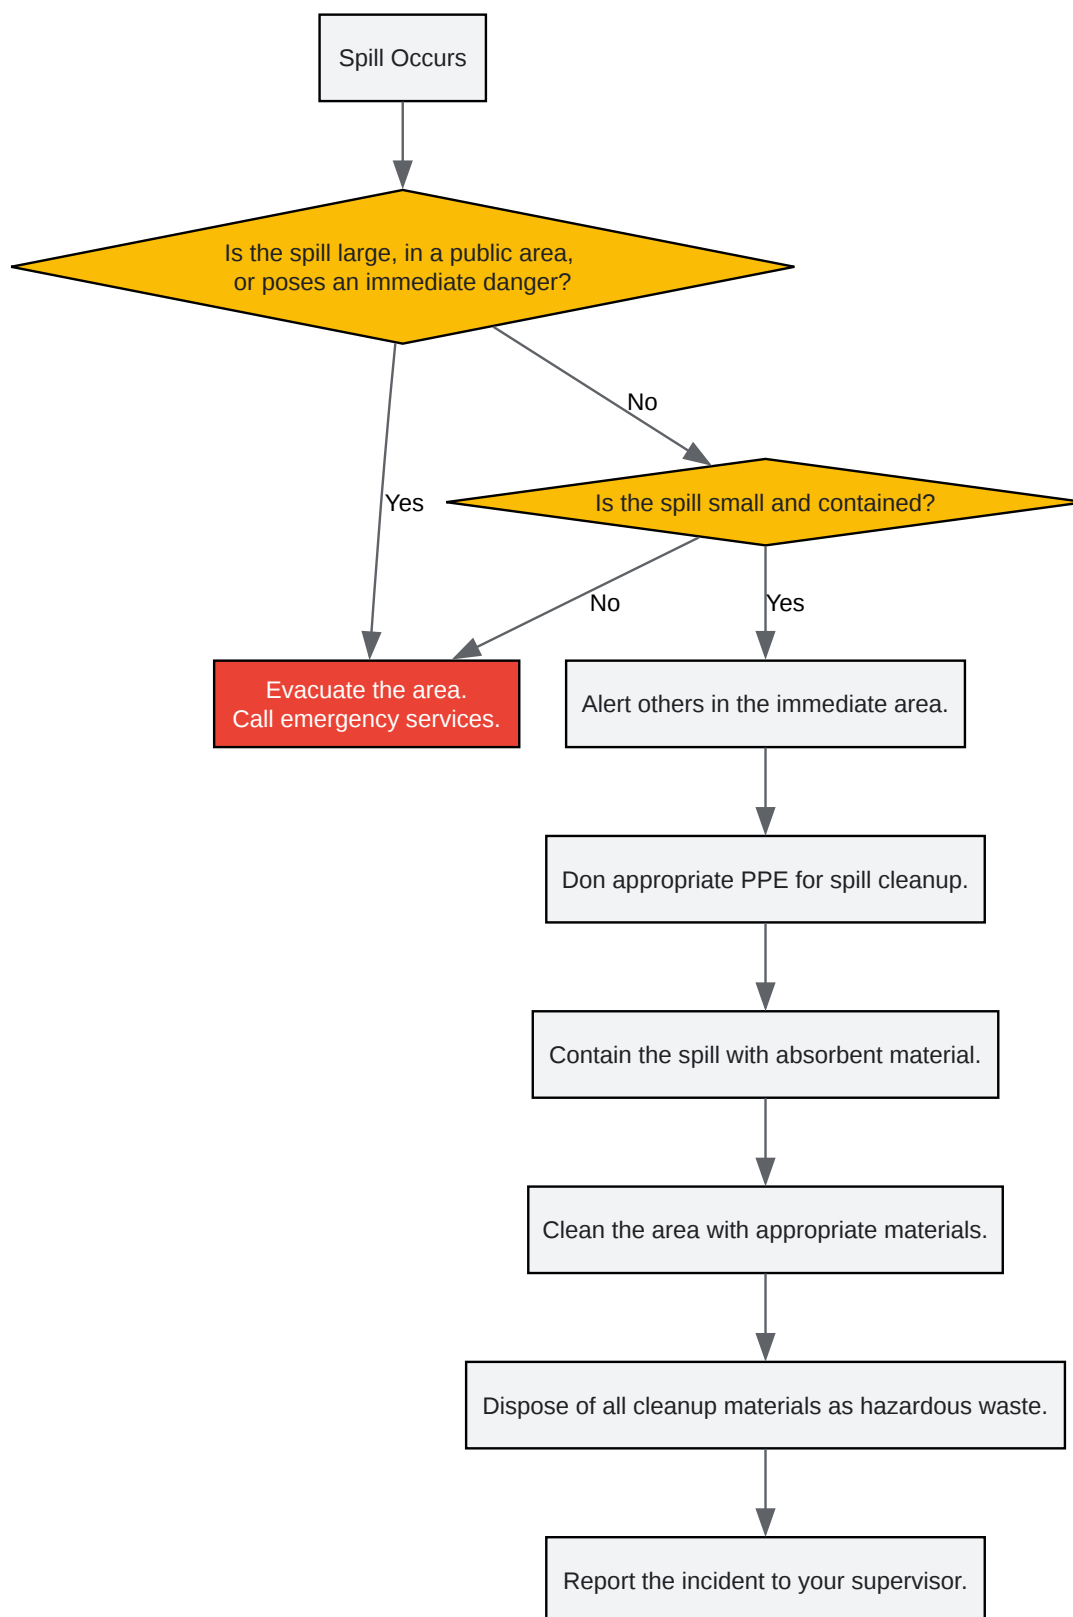 Spill Occurs
Is the spill large, in a public area,
or poses an immediate danger?
No
Yes
Is the spill small and contained?
No
Yes
Evacuate the area.
Call emergency services.
Alert others in the immediate area.
Don appropriate PPE for spill cleanup.
Contain the spill with absorbent material.
Clean the area with appropriate materials.
Dispose of all cleanup materials as hazardous waste.
Report the incident to your supervisor.